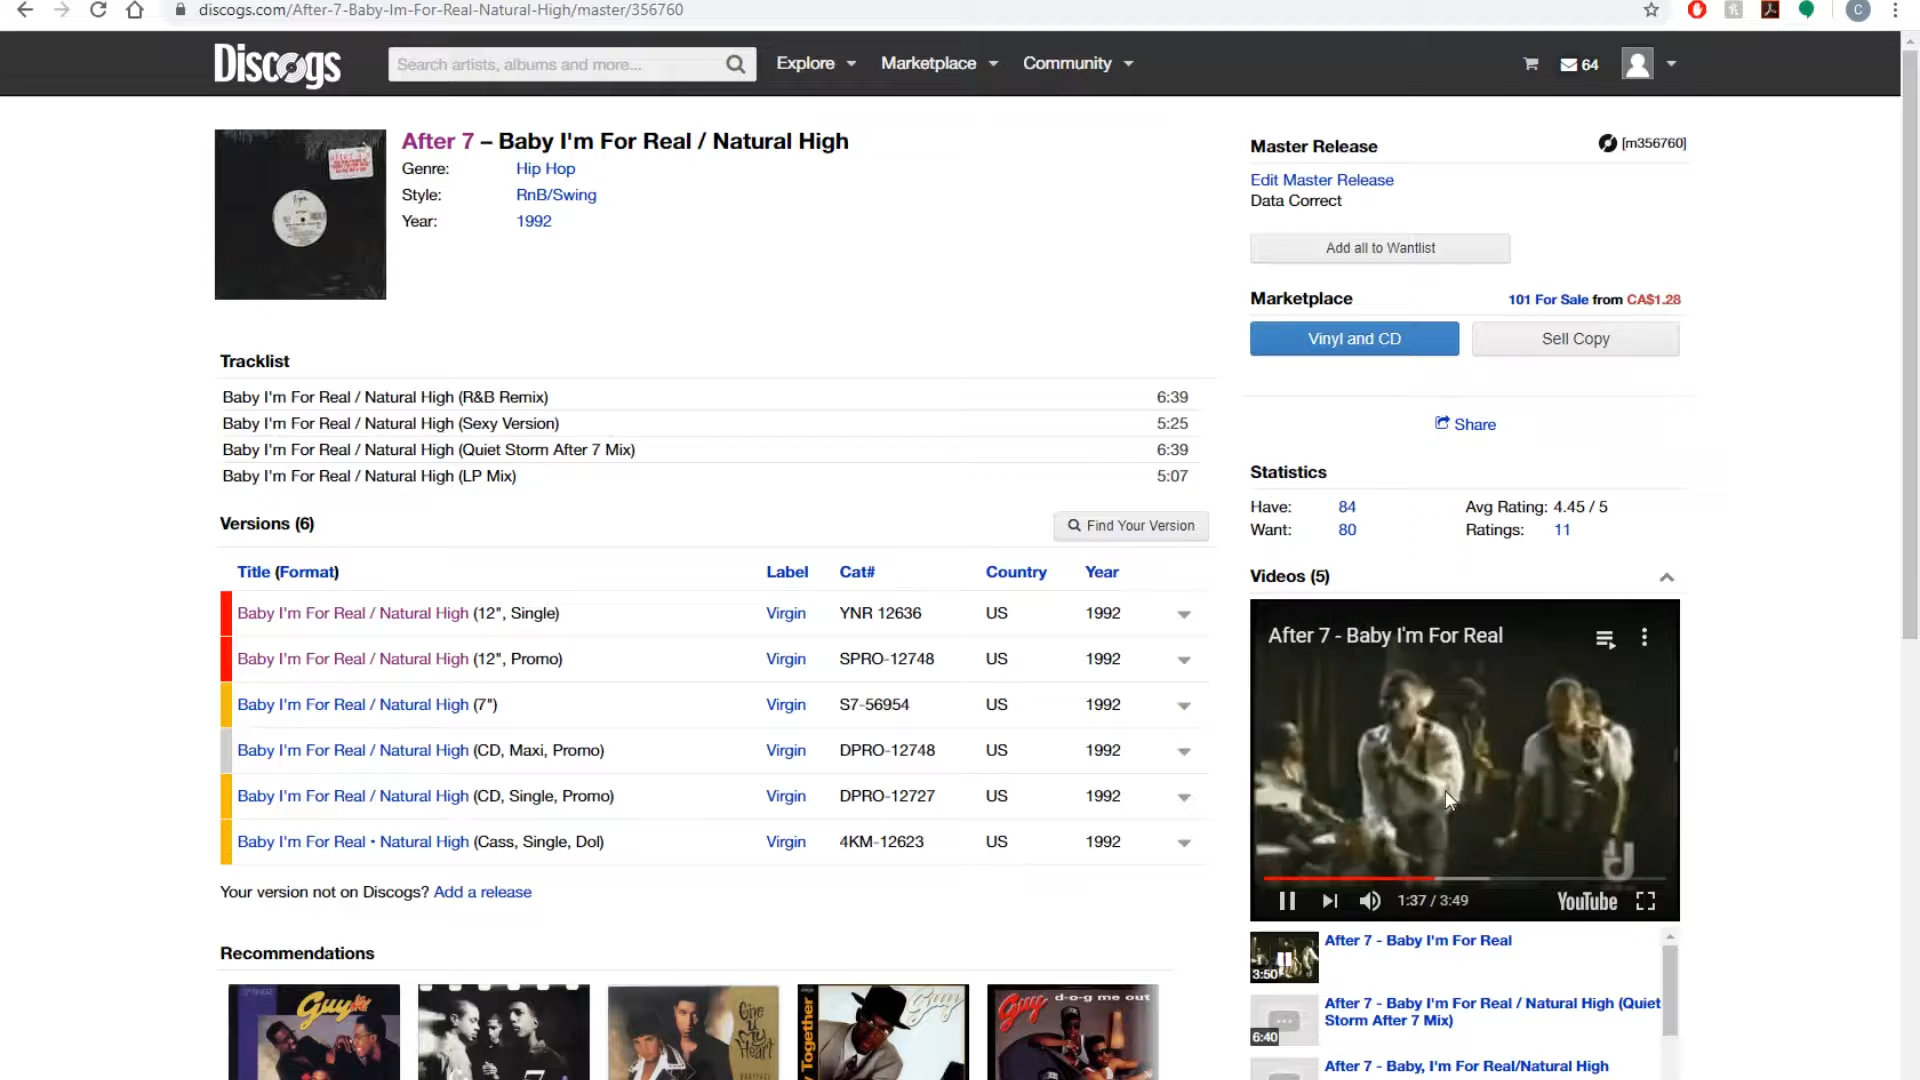 discogs.com/After-7-Baby-Im-For-Real-Natural-High/master/356760
C
Discogs
Search artists, albums and more...
Explore
Marketplace
Community
64
After 7 – Baby I'm For Real / Natural High
Genre: Hip Hop
Style: RnB/Swing
Year: 1992
Master Release [m356760]
Edit Master Release
Data Correct
Add all to Wantlist
Marketplace 101 For Sale from CA$1.28
Vinyl and CD
Sell Copy
Share
Tracklist
Baby I'm For Real / Natural High (R&B Remix) 6:39
Baby I'm For Real / Natural High (Sexy Version) 5:25
Baby I'm For Real / Natural High (Quiet Storm After 7 Mix) 6:39
Baby I'm For Real / Natural High (LP Mix) 5:07
Statistics
Have: 84 Avg Rating: 4.45 / 5
Want: 80 Ratings: 11
Versions (6) Find Your Version
Title (Format) Label Cat# Country Year
Baby I'm For Real / Natural High (12", Single) Virgin YNR 12636 US 1992
Baby I'm For Real / Natural High (12", Promo) Virgin SPRO-12748 US 1992
Baby I'm For Real / Natural High (7") Virgin S7-56954 US 1992
Baby I'm For Real / Natural High (CD, Maxi, Promo) Virgin DPRO-12748 US 1992
Baby I'm For Real / Natural High (CD, Single, Promo) Virgin DPRO-12727 US 1992
Baby I'm For Real • Natural High (Cass, Single, Dol) Virgin 4KM-12623 US 1992
Your version not on Discogs? Add a release
Videos (5)
After 7 - Baby I'm For Real
1:37 / 3:49
YouTube
After 7 - Baby I'm For Real
3:50
After 7 - Baby I'm For Real / Natural High (Quiet
Storm After 7 Mix)
6:40
After 7 - Baby, I'm For Real/Natural High
Recommendations
Guy
7
Give
U
My
Heart
Together
Guy
Guy
d-o-g me out